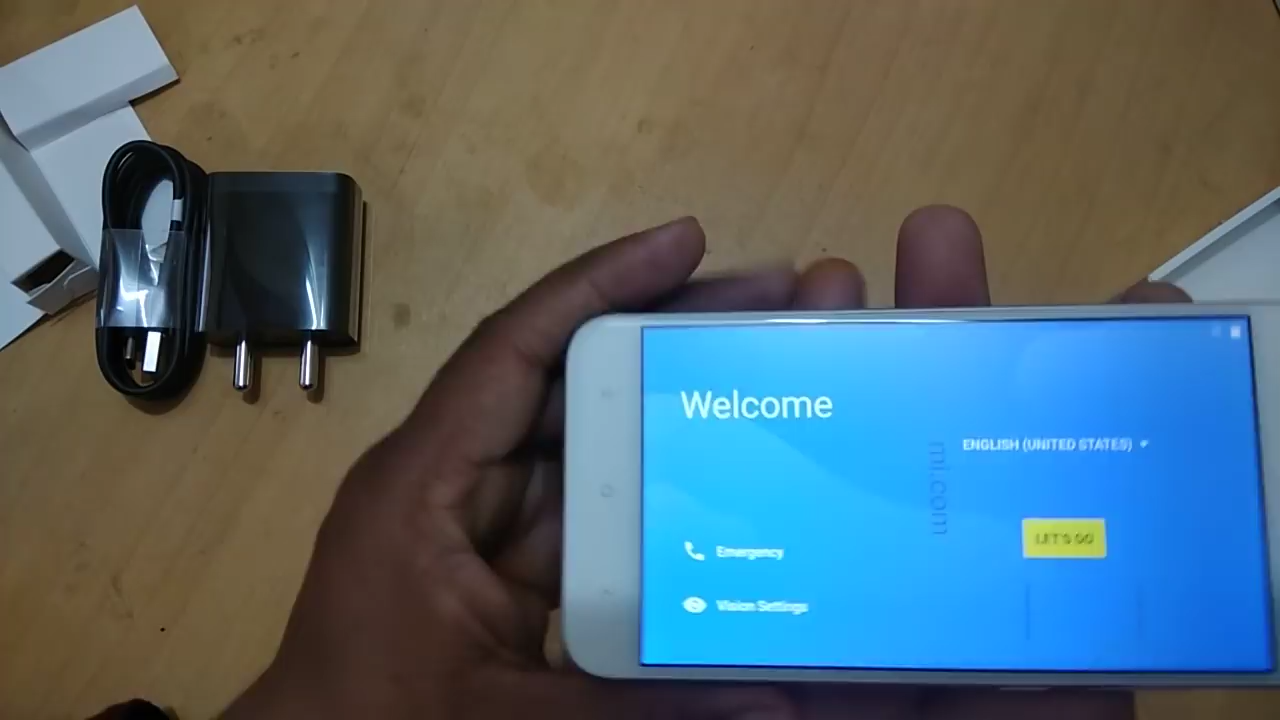 Welcome
ENGLISH (UNITED STATES)
mi.com
LET'S GO
Emergency
Vision Settings